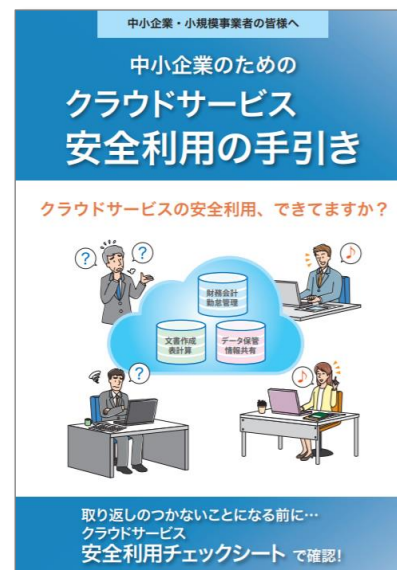 中小企業・小規模事業者の皆様へ
中小企業のための
クラウドサービス
安全利用の手引き
クラウドサービスの安全利用、できてますか？
?
?
♪
財務会計
勤怠管理
文書作成
表計算
データ保管
情報共有
?
♪
取り返しのつかないことになる前に…
クラウドサービス
安全利用チェックシート で確認!